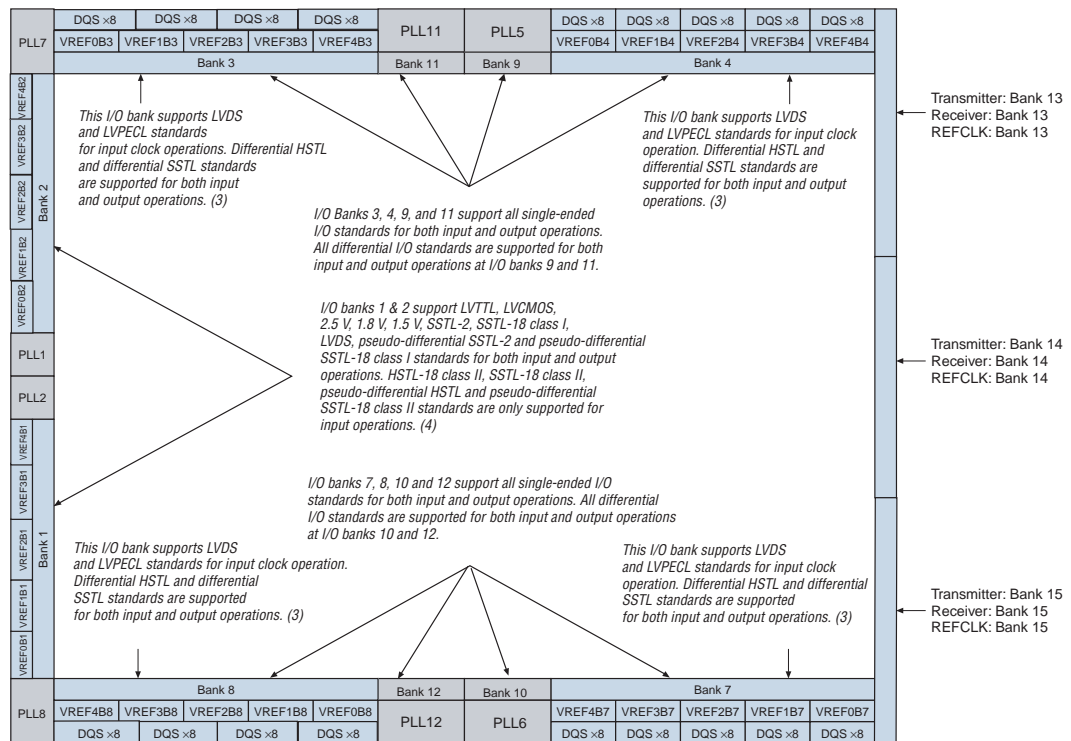 PLL7
DQS ×8 DQS ×8 DQS ×8 DQS ×8
VREF0B3 VREF1B3 VREF2B3 VREF3B3 VREF4B3
Bank 3
PLL11
Bank 11
PLL5
Bank 9
DQS ×8 DQS ×8 DQS ×8 DQS ×8 DQS ×8
VREF0B4 VREF1B4 VREF2B4 VREF3B4 VREF4B4
Bank 4
VREF4B2
VREF3B2
VREF2B2
VREF1B2
VREF0B2
Bank 2
This I/O bank supports LVDS
and LVPECL standards
for input clock operations. Differential HSTL
and differential SSTL standards
are supported for both input
and output operations. (3)
This I/O bank supports LVDS
and LVPECL standards for input clock
operation. Differential HSTL and
differential SSTL standards are
supported for both input and output
operations. (3)
Transmitter: Bank 13
Receiver: Bank 13
REFCLK: Bank 13
I/O Banks 3, 4, 9, and 11 support all single-ended
I/O standards for both input and output operations.
All differential I/O standards are supported for both
input and output operations at I/O banks 9 and 11.
I/O banks 1 & 2 support LVTTL, LVCMOS,
2.5 V, 1.8 V, 1.5 V, SSTL-2, SSTL-18 class I,
LVDS, pseudo-differential SSTL-2 and pseudo-differential
SSTL-18 class I standards for both input and output
operations. HSTL-18 class II, SSTL-18 class II,
pseudo-differential HSTL and pseudo-differential
SSTL-18 class II standards are only supported for
input operations. (4)
PLL1
PLL2
Transmitter: Bank 14
Receiver: Bank 14
REFCLK: Bank 14
VREF4B1
VREF3B1
VREF2B1
VREF1B1
VREF0B1
Bank 1
I/O banks 7, 8, 10 and 12 support all single-ended I/O
standards for both input and output operations. All differential
I/O standards are supported for both input and output operations
at I/O banks 10 and 12.
This I/O bank supports LVDS
and LVPECL standards for input clock operation.
Differential HSTL and differential
SSTL standards are supported
for both input and output operations. (3)
This I/O bank supports LVDS
and LVPECL standards for input clock
operation. Differential HSTL and differential
SSTL standards are supported
for both input and output operations. (3)
Transmitter: Bank 15
Receiver: Bank 15
REFCLK: Bank 15
PLL8
Bank 8
VREF4B8 VREF3B8 VREF2B8 VREF1B8 VREF0B8
DQS ×8 DQS ×8 DQS ×8 DQS ×8
Bank 12
PLL12
Bank 10
PLL6
Bank 7
VREF4B7 VREF3B7 VREF2B7 VREF1B7 VREF0B7
DQS ×8 DQS ×8 DQS ×8 DQS ×8 DQS ×8